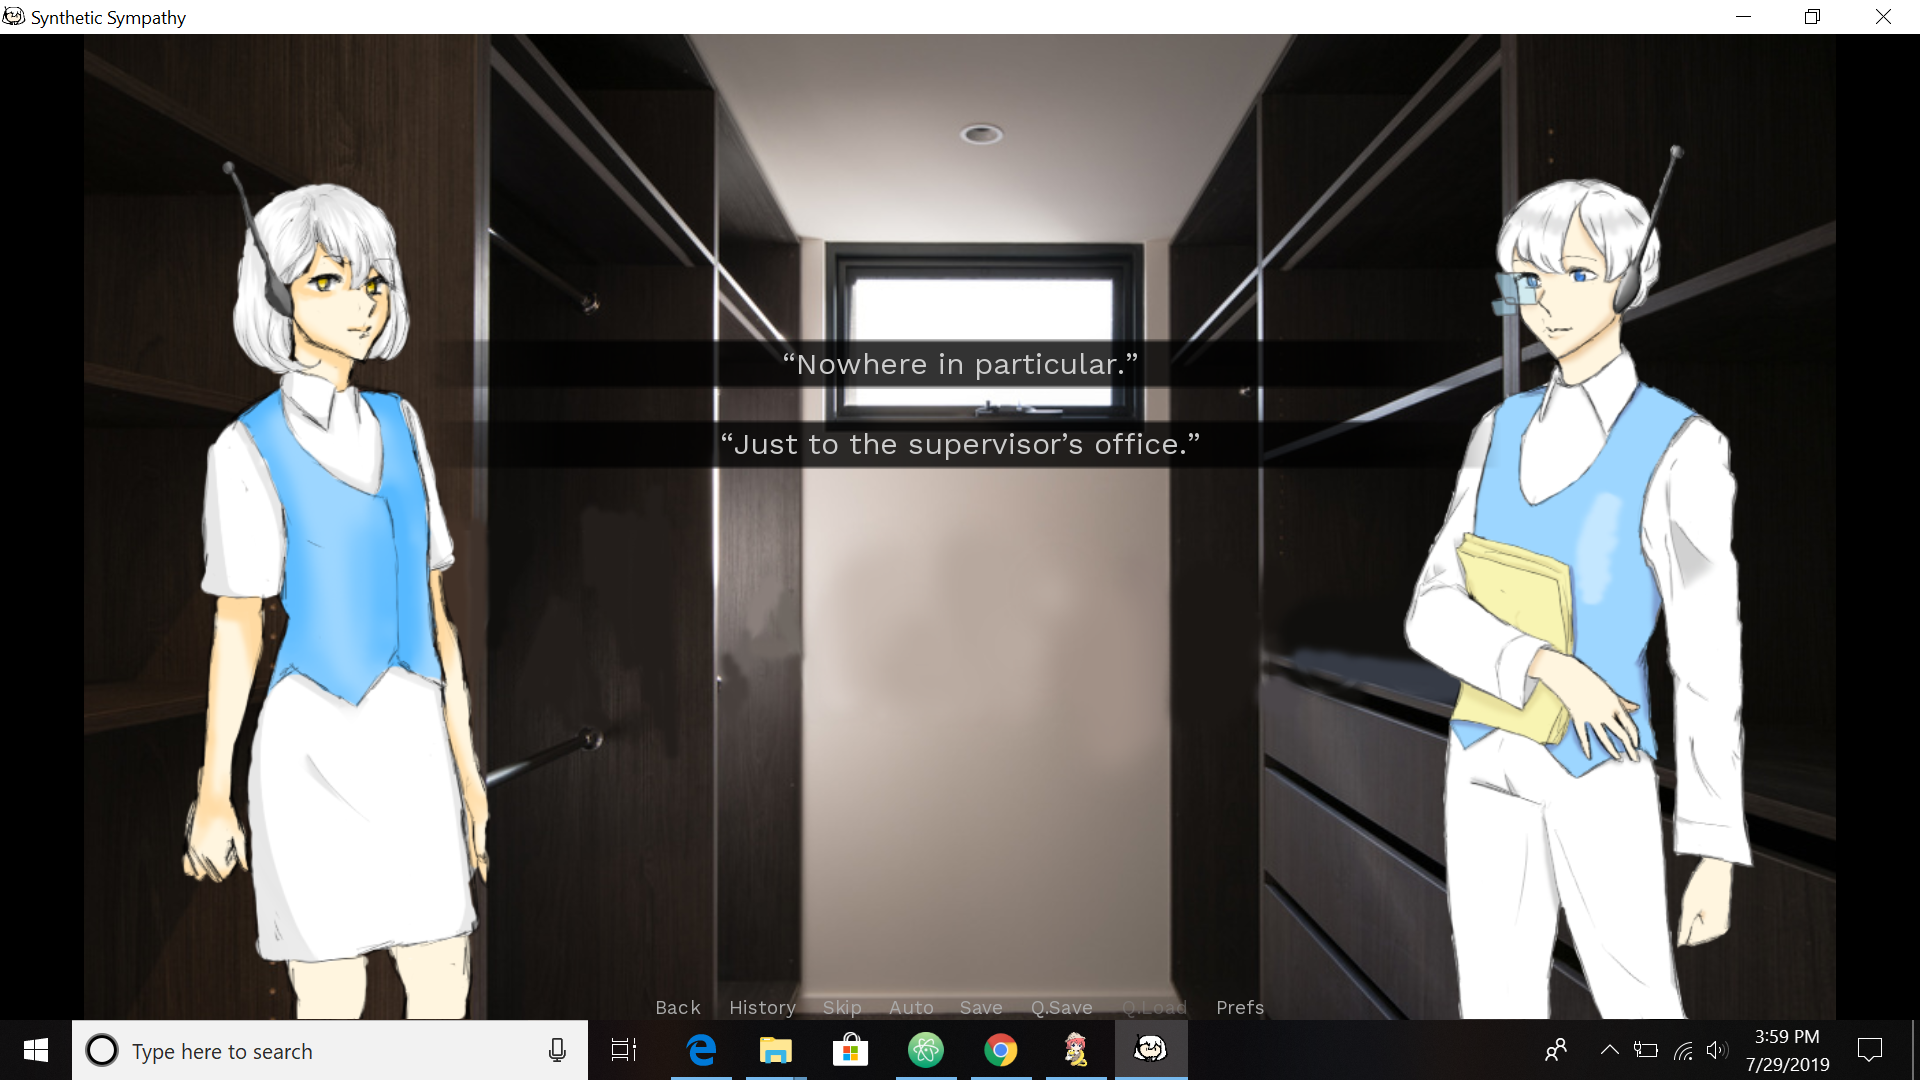 Synthetic Sympathy
“Nowhere in particular.”
“Just to the supervisor’s office.”
Back History Skip Auto Save Q.Save Q.Load Prefs
Type here to search
3:59 PM
7/29/2019